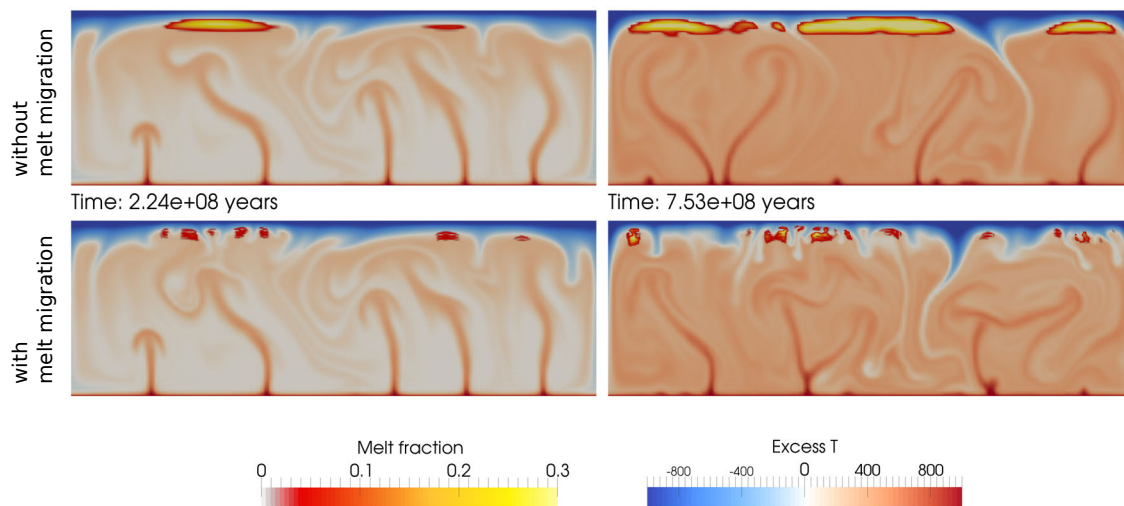 without
melt migration
Time: 2.24e+08 years
Time: 7.53e+08 years
with
melt migration
Melt fraction
0 0.1 0.2 0.3
Excess T
-800 -400 0 400 800